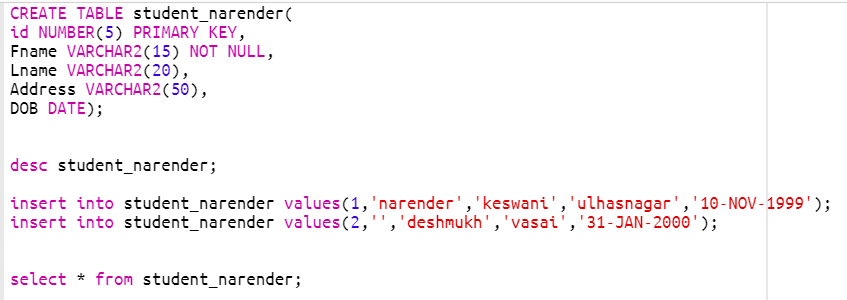 CREATE TABLE student_narender(
id NUMBER(5) PRIMARY KEY,
Fname VARCHAR2(15) NOT NULL,
Lname VARCHAR2(20),
Address VARCHAR2(50),
DOB DATE);
desc student_narender;
insert into student_narender values(1,'narender','keswani','ulhasnagar','10-NOV-1999');
insert into student_narender values(2,'','deshmukh','vasai','31-JAN-2000');
select * from student_narender;